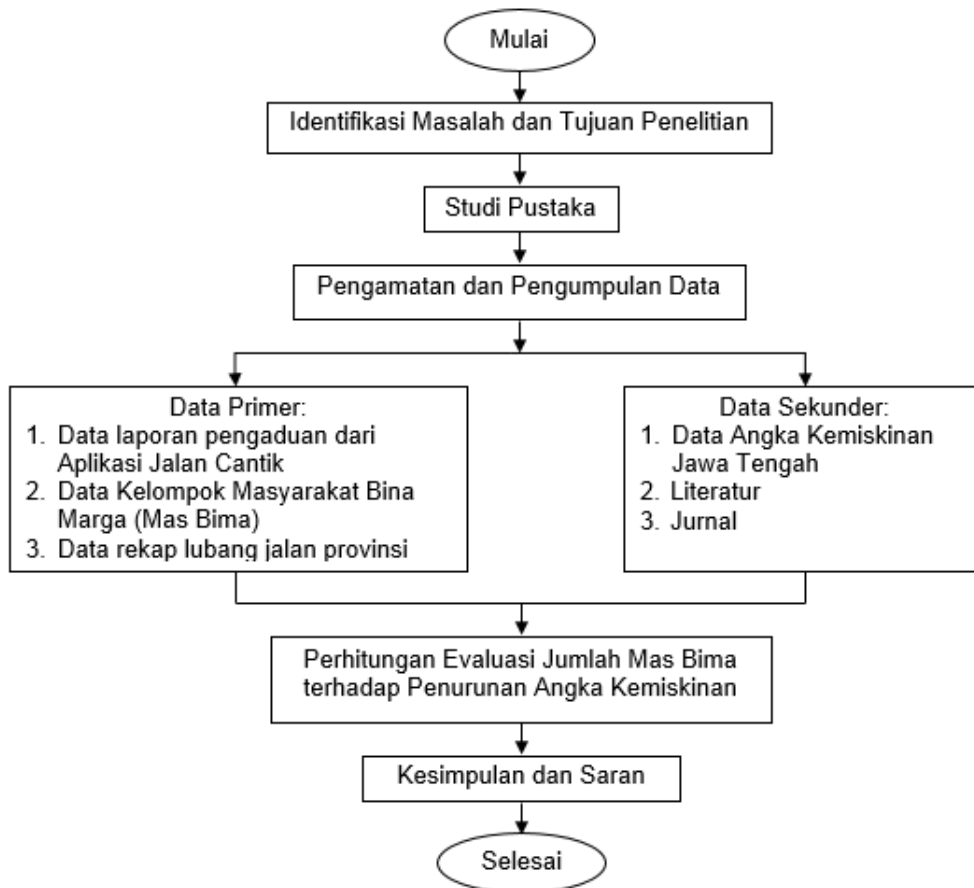 Mulai
Identifikasi Masalah dan Tujuan Penelitian
Studi Pustaka
Pengamatan dan Pengumpulan Data
Data Primer:
1. Data laporan pengaduan dari
Aplikasi Jalan Cantik
2. Data Kelompok Masyarakat Bina
Marga (Mas Bima)
3. Data rekap lubang jalan provinsi
Data Sekunder:
1. Data Angka Kemiskinan
Jawa Tengah
2. Literatur
3. Jurnal
Perhitungan Evaluasi Jumlah Mas Bima
terhadap Penurunan Angka Kemiskinan
Kesimpulan dan Saran
Selesai